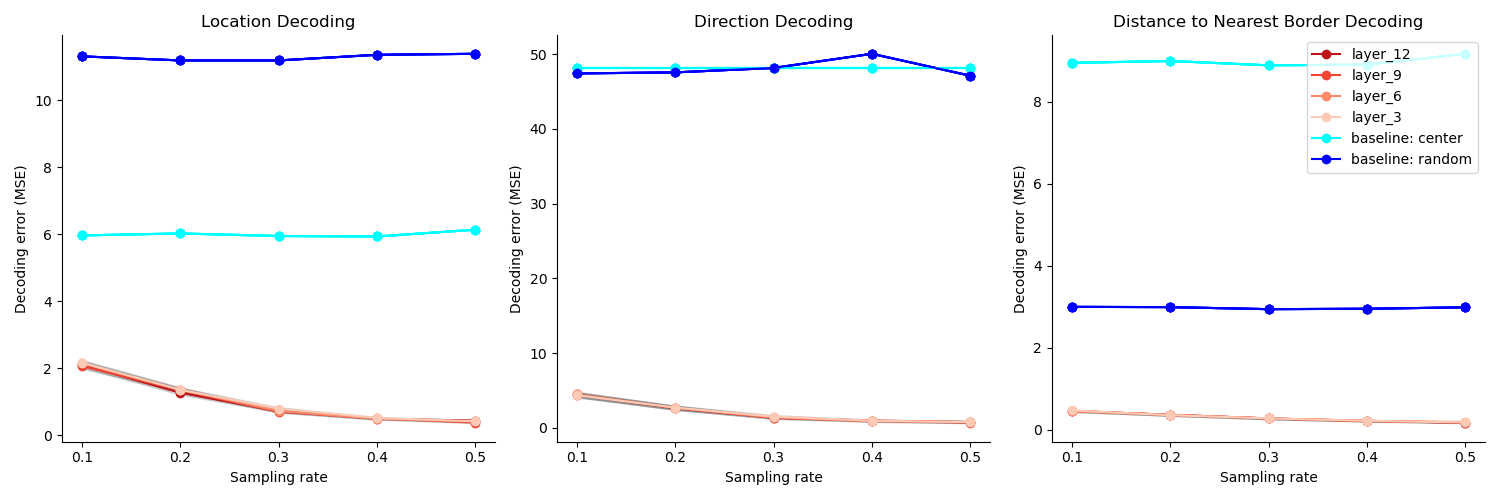 Location Decoding
Decoding error (MSE)
10
8
6
4
2
0
0.1 0.2 0.3 0.4 0.5
Sampling rate
Direction Decoding
Decoding error (MSE)
50
40
30
20
10
0
0.1 0.2 0.3 0.4 0.5
Sampling rate
Distance to Nearest Border Decoding
Decoding error (MSE)
8
6
4
2
0
0.1 0.2 0.3 0.4 0.5
Sampling rate
layer_12
layer_9
layer_6
layer_3
baseline: center
baseline: random